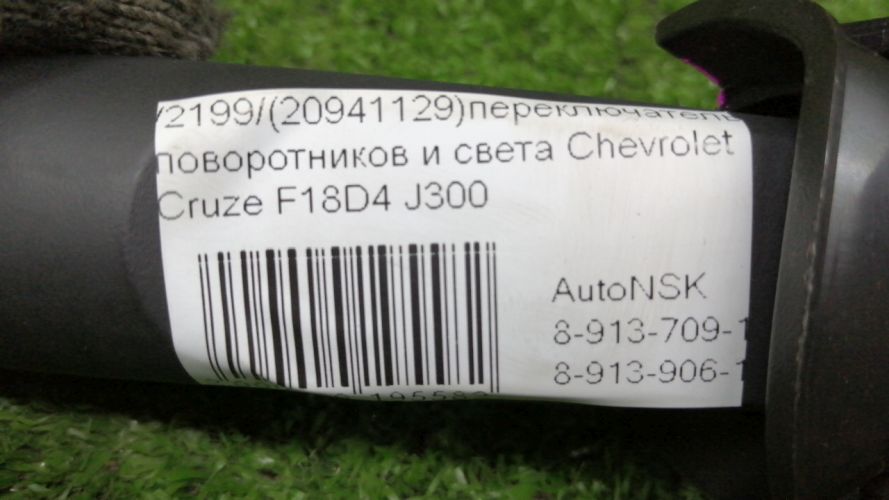 /2199/(20941129)переключатель
поворотников и света Chevrolet
Cruze F18D4 J300
AutoNSK
8-913-709-1
8-913-906-1